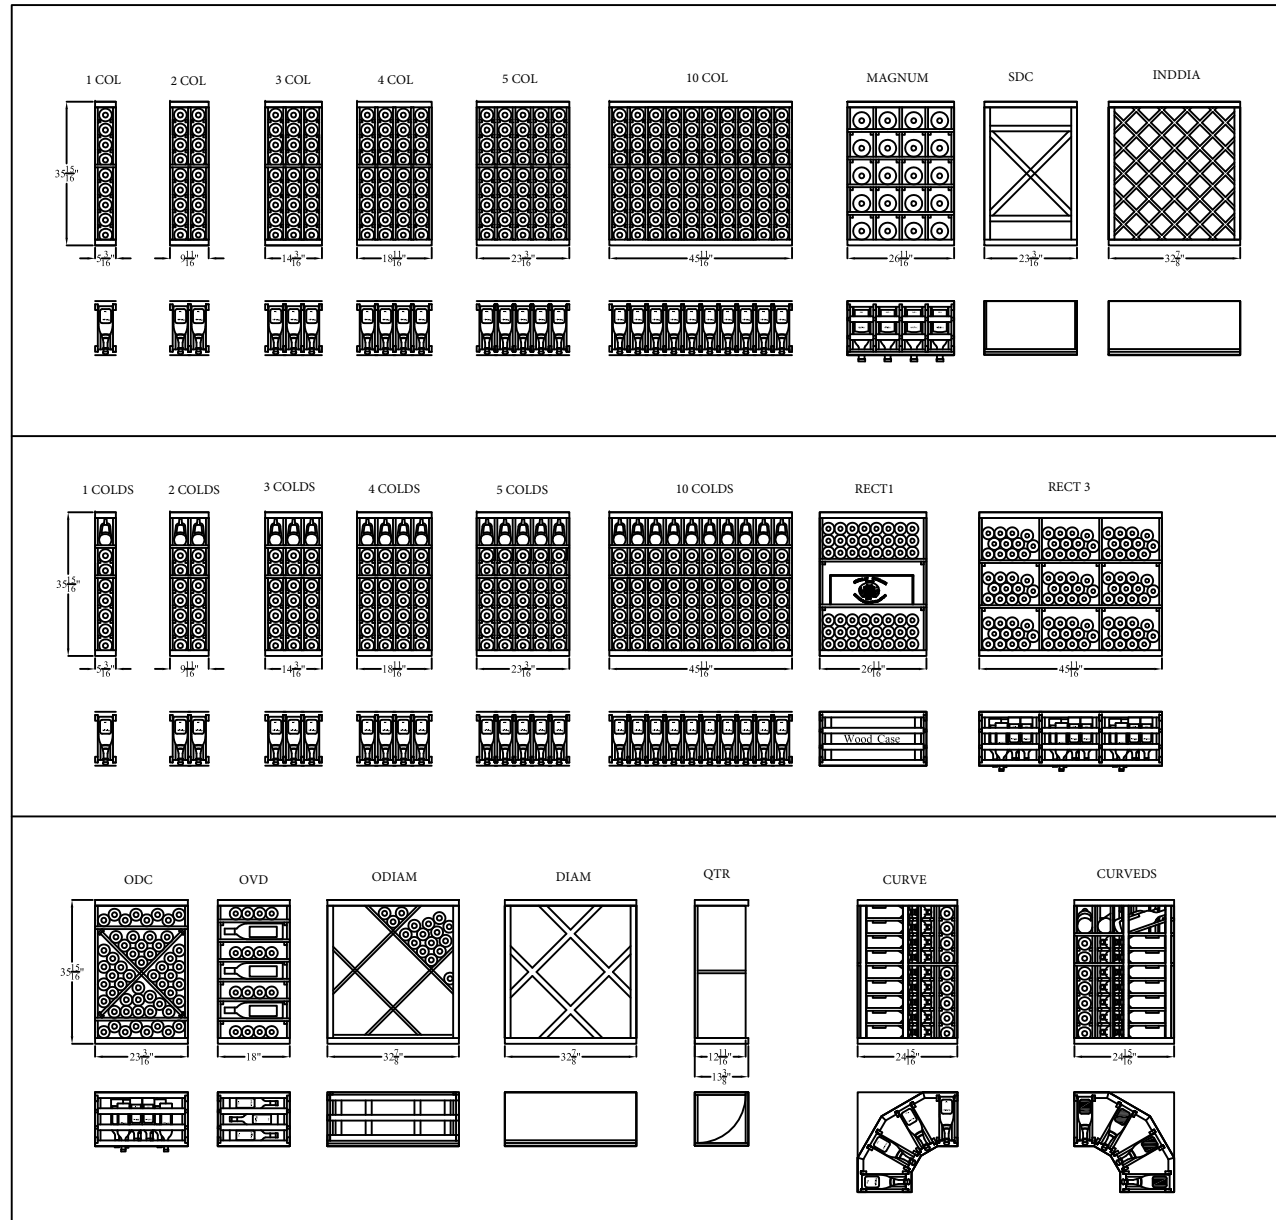 1 COL 2 COL 3 COL 4 COL 5 COL 10 COL MAGNUM SDC INDDIA
35 15/16"
5 3/16" 9 11/16" 14 3/16" 18 11/16" 23 3/16" 45 11/16" 26 11/16" 23 3/16" 32 7/8"
1 COLDS 2 COLDS 3 COLDS 4 COLDS 5 COLDS 10 COLDS RECT1 RECT 3
35 15/16"
5 3/16" 9 11/16" 14 3/16" 18 11/16" 23 3/16" 45 11/16" 26 11/16" 45 11/16"
Wood Case
ODC OVD ODIAM DIAM QTR CURVE CURVEDS
35 15/16"
23 3/16" 18" 32 7/8" 32 7/8" 12 11/16" 24 15/16" 24 15/16"
13 3/8"